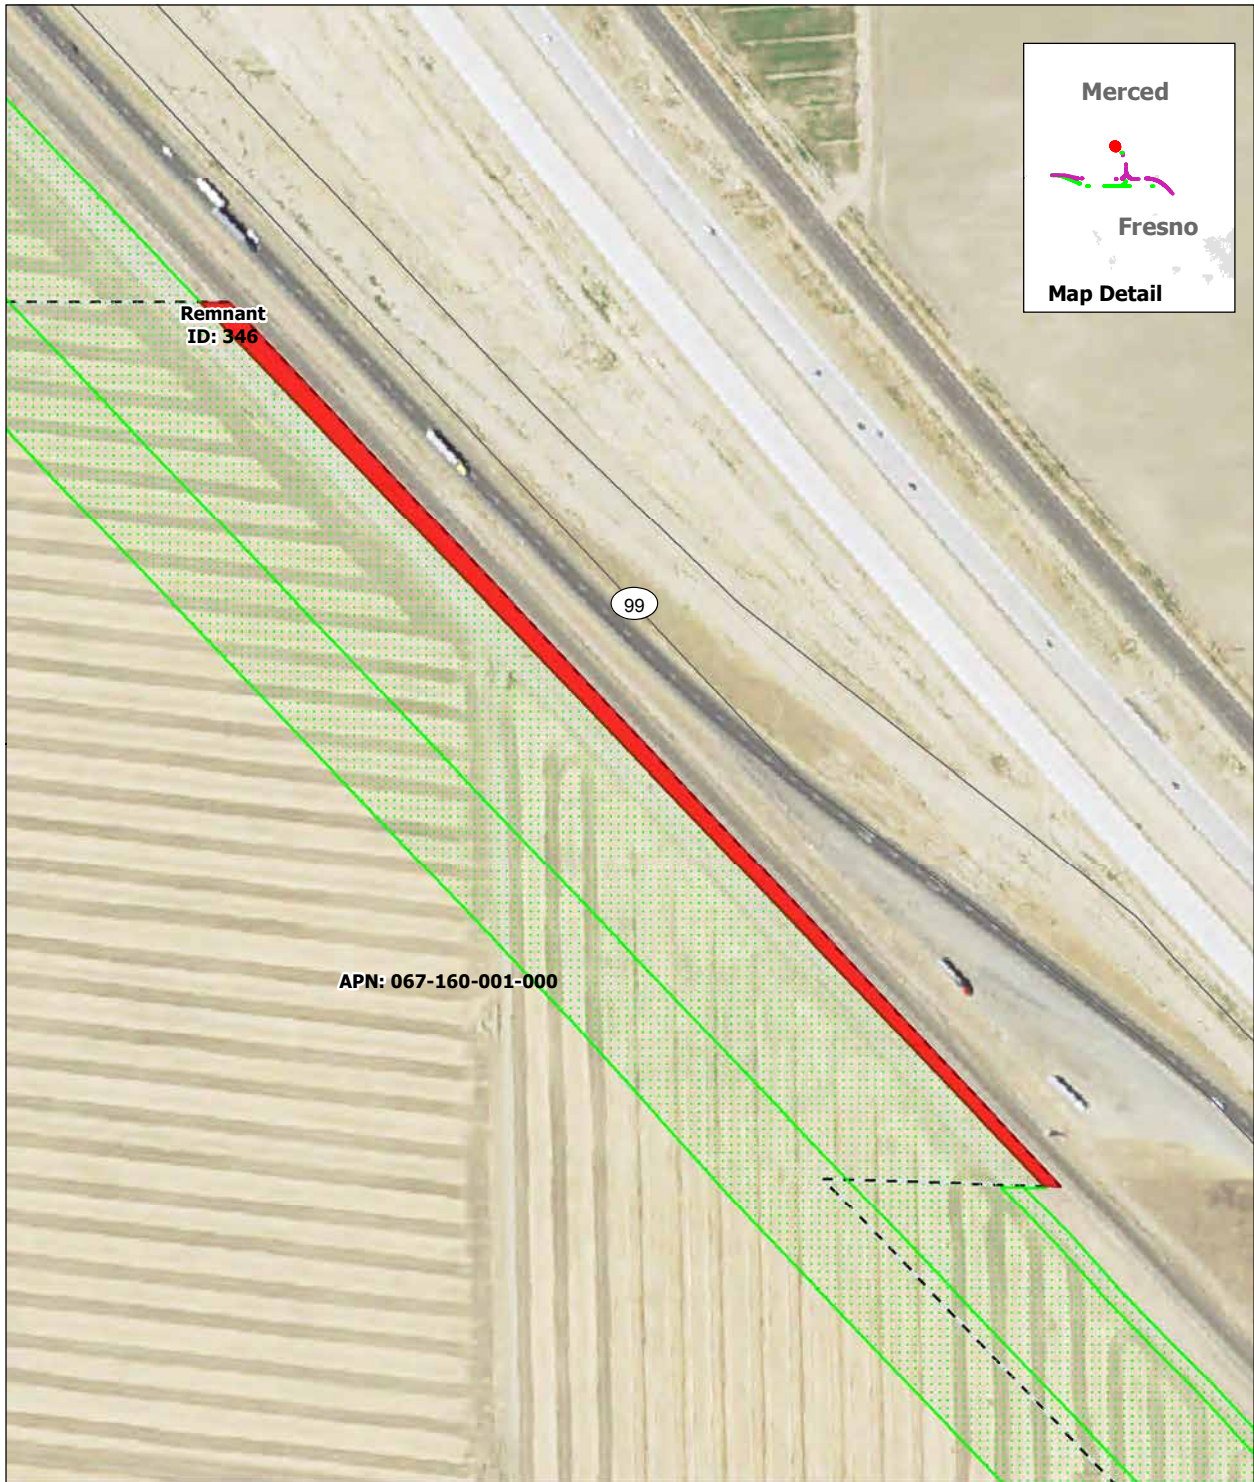 Merced
Fresno
Map Detail
Remnant
ID: 346
99
APN: 067-160-001-000